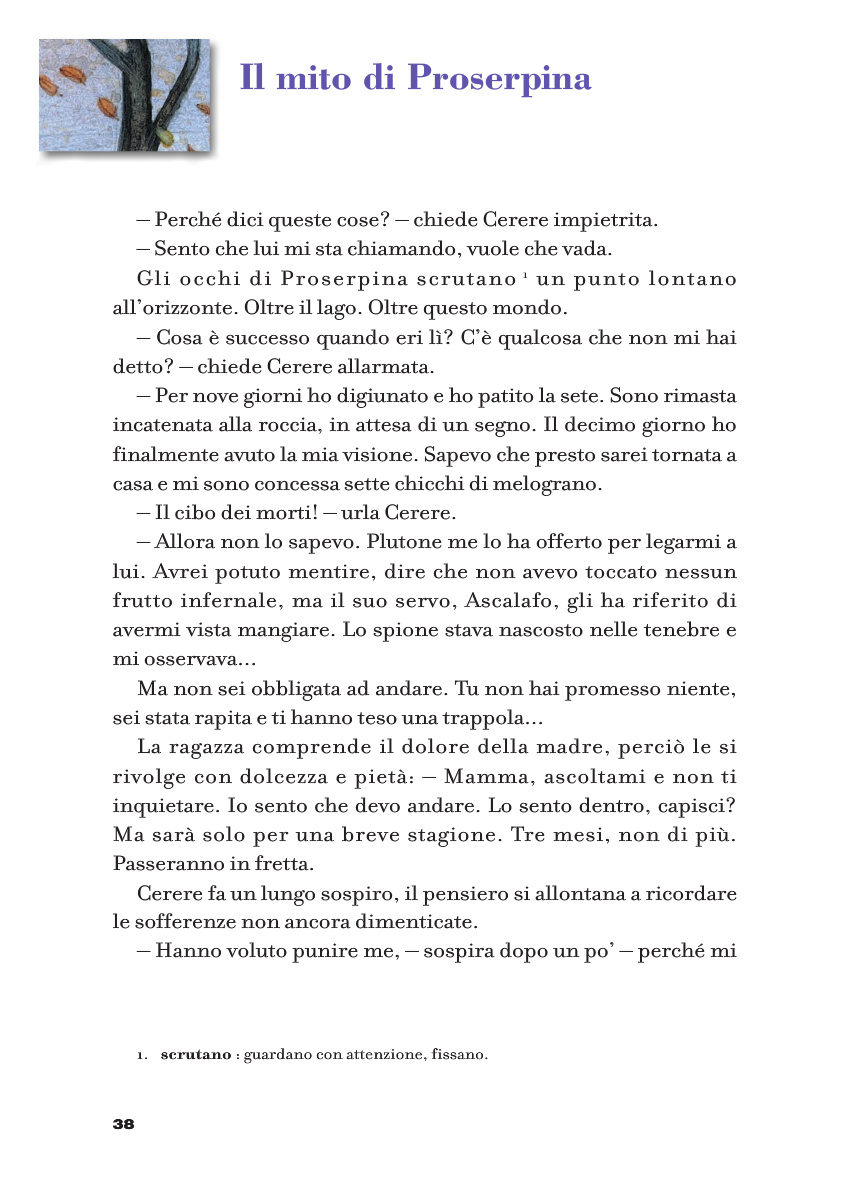 Il mito di Proserpina
– Perché dici queste cose? – chiede Cerere impietrita.
– Sento che lui mi sta chiamando, vuole che vada.
Gli occhi di Proserpina scrutano ¹ un punto lontano
all’orizzonte. Oltre il lago. Oltre questo mondo.
– Cosa è successo quando eri lì? C’è qualcosa che non mi hai
detto? – chiede Cerere allarmata.
– Per nove giorni ho digiunato e ho patito la sete. Sono rimasta
incatenata alla roccia, in attesa di un segno. Il decimo giorno ho
finalmente avuto la mia visione. Sapevo che presto sarei tornata a
casa e mi sono concessa sette chicchi di melograno.
– Il cibo dei morti! – urla Cerere.
– Allora non lo sapevo. Plutone me lo ha offerto per legarmi a
lui. Avrei potuto mentire, dire che non avevo toccato nessun
frutto infernale, ma il suo servo, Ascalafo, gli ha riferito di
avermi vista mangiare. Lo spione stava nascosto nelle tenebre e
mi osservava...
Ma non sei obbligata ad andare. Tu non hai promesso niente,
sei stata rapita e ti hanno teso una trappola...
La ragazza comprende il dolore della madre, perciò le si
rivolge con dolcezza e pietà: – Mamma, ascoltami e non ti
inquietare. Io sento che devo andare. Lo sento dentro, capisci?
Ma sarà solo per una breve stagione. Tre mesi, non di più.
Passeranno in fretta.
Cerere fa un lungo sospiro, il pensiero si allontana a ricordare
le sofferenze non ancora dimenticate.
– Hanno voluto punire me, – sospira dopo un po’ – perché mi
1. scrutano : guardano con attenzione, fissano.
38